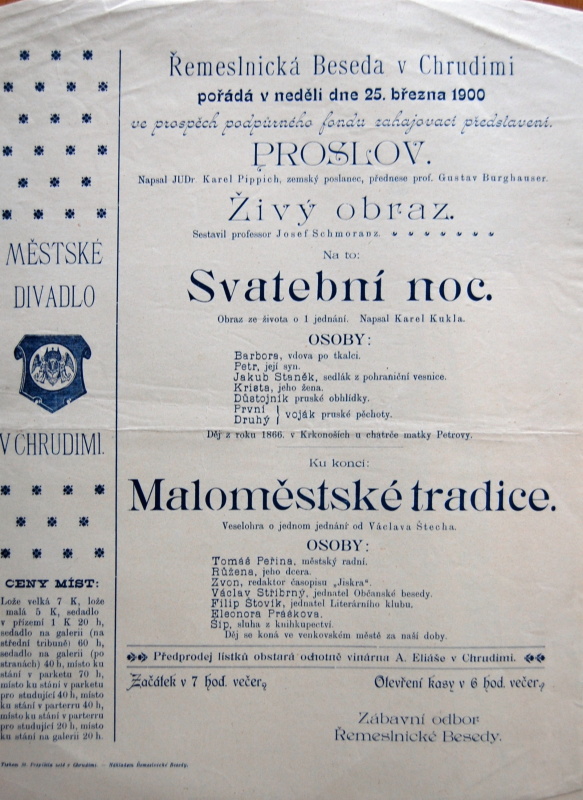 Řemeslnická Beseda v Chrudimi
pořádá v neděli dne 25. března 1900
ve prospěch podpůrného fondu zahajovací představení.
PROSLOV.
Napsal JUDr. Karel Pippich, zemský poslanec, přednese prof. Gustav Burghauser.
Živý obraz.
Sestavil professor Josef Schmoranz.
Na to:
Svatební noc.
Obraz ze života o 1 jednání. Napsal Karel Kukla.
OSOBY:
Barbora, vdova po tkalci.
Petr, její syn.
Jakub Staněk, sedlák z pohraniční vesnice.
Krista, jeho žena.
Důstojník pruské obhlídky.
První
Druhý
voják pruské pěchoty.
Děj z roku 1866. v Krkonoších u chatrče matky Petrovy.
Ku konci:
Maloměstské tradice.
Veselohra o jednom jednání od Václava Štecha.
OSOBY:
Tomáš Peřina, městský radní.
Růžena, jeho dcera.
Zvon, redaktor časopisu „Jiskra“.
Václav Stříbrný, jednatel Občanské besedy.
Filip Šťovík, jednatel Literárního klubu.
Eleonora Prášková.
Šíp, sluha z knihkupectví.
Děj se koná ve venkovském městě za naší doby.
Předprodej lístků obstará ochotně vinárna A. Eliáše v Chrudimi.
Začátek v 7 hod. večer.
Otevření kasy v 6 hod. večer.
Zábavní odbor
Řemeslnické Besedy.
MĚSTSKÉ
DIVADLO
V CHRUDIMI.
CENY MÍST:
Lože velká 7 K, lože
malá 5 K, sedadlo
v přízemí 1 K 20 h,
sedadlo na galerii (na
střední tribuně) 60 h,
sedadlo na galerii (po
stranách) 40 h, místo ku
stání v parketu 70 h,
místo ku stání v parketu
pro studující 40 h, místo
ku stání v parterru 40 h,
místo ku stání v parterru
pro studující 20 h, místo
ku stání na galerii 20 h.
Tiskem
v Chrudimi. — Nákladem Řemeslnické Besedy.